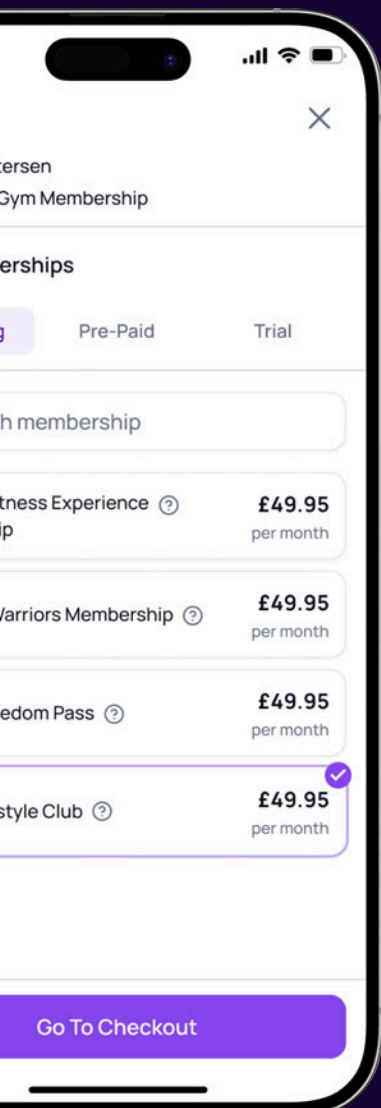 tersen
Gym Membership
erships
g Pre-Paid Trial
h membership
tness Experience
ip
£49.95
per month
Warriors Membership
£49.95
per month
edom Pass
£49.95
per month
style Club
£49.95
per month
Go To Checkout